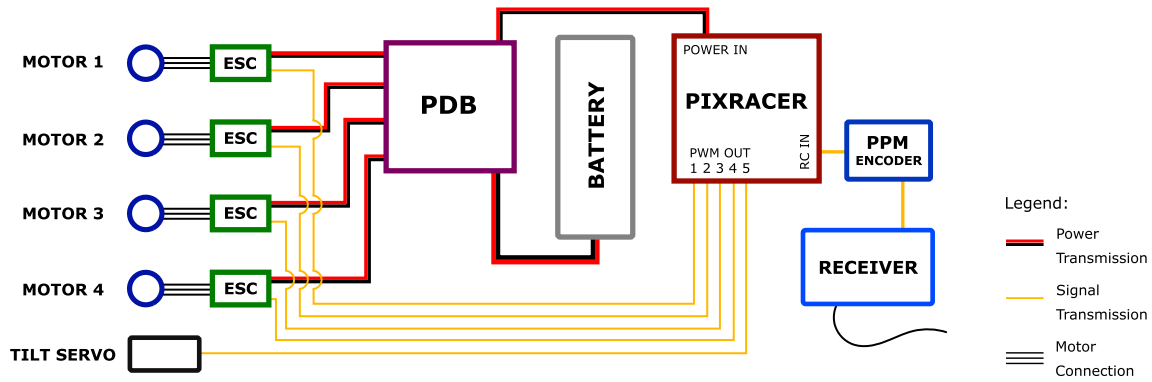 MOTOR 1
ESC
MOTOR 2
ESC
MOTOR 3
ESC
MOTOR 4
ESC
TILT SERVO
PDB
BATTERY
POWER IN
PIXRACER
PWM OUT
1 2 3 4 5
RC IN
PPM
ENCODER
RECEIVER
Legend:
Power
Transmission
Signal
Transmission
Motor
Connection